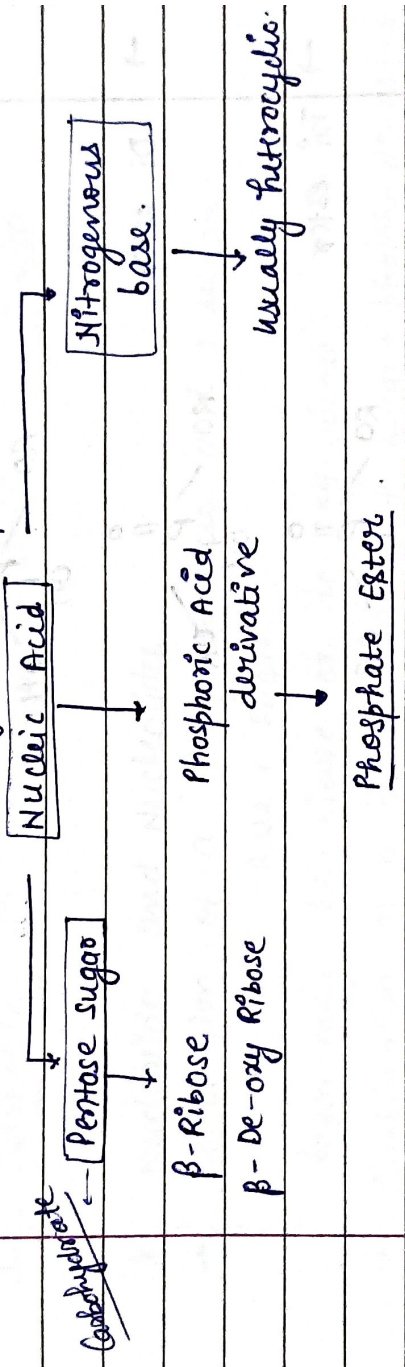 Nucleic Acid
Carbohydrate ← Pentose sugar
β-Ribose
β-De-oxy Ribose
Phosphoric Acid
derivative
Phosphate Ester.
Nitrogenous
base.
usually heterocyclic.